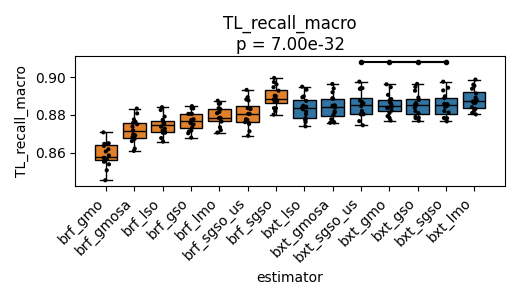 TL_recall_macro
p = 7.00e-32
TL_recall_macro
0.90
0.88
0.86
brf_gmo
brf_gmosa
brf_lso
brf_gso
brf_lmo
brf_sgso_us
brf_sgso
bxt_lso
bxt_gmosa
bxt_sgso_us
bxt_gmo
bxt_gso
bxt_sgso
bxt_lmo
estimator